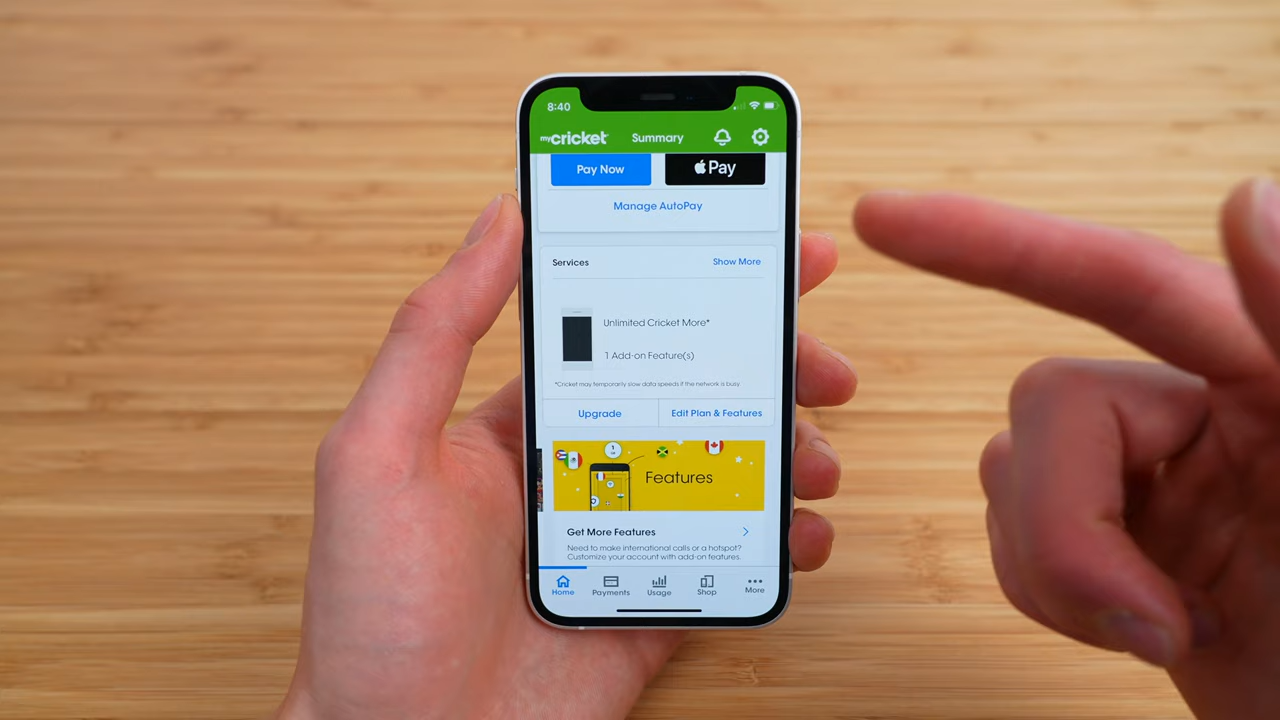 8:40
mycricket Summary
Pay Now Pay
Manage AutoPay
Services Show More
Unlimited Cricket More*
1 Add-on Feature(s)
*Cricket may temporarily slow data speeds if the network is busy.
Upgrade Edit Plan & Features
Features
Get More Features
Need to make international calls or a hotspot?
Customize your account with add-on features.
Home Payments Usage Shop More